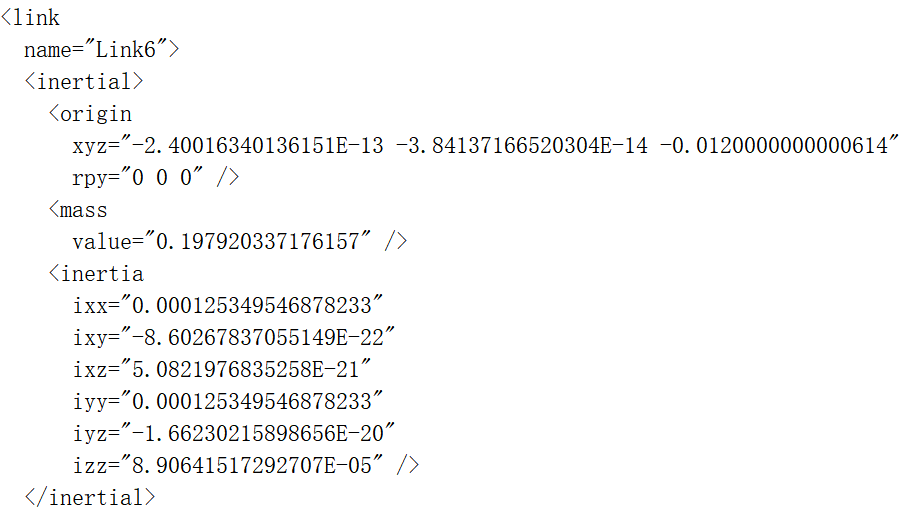 <link
name="Link6">
<inertial>
<origin
xyz="-2.40016340136151E-13 -3.84137166520304E-14 -0.0120000000000614"
rpy="0 0 0" />
<mass
value="0.197920337176157" />
<inertia
ixx="0.000125349546878233"
ixy="-8.60267837055149E-22"
ixz="5.0821976835258E-21"
iyy="0.000125349546878233"
iyz="-1.66230215898656E-20"
izz="8.90641517292707E-05" />
</inertial>